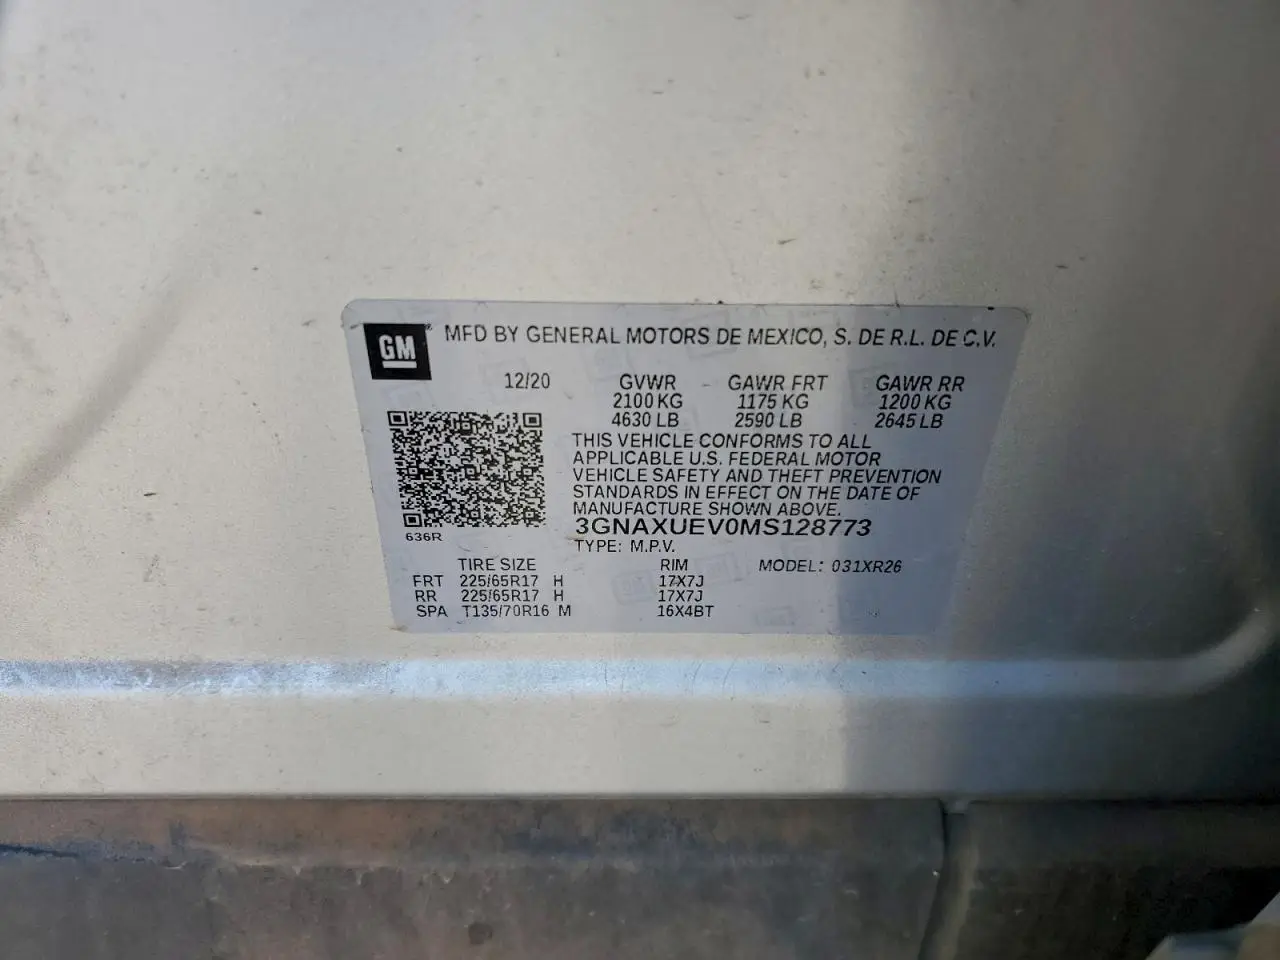 GM® MFD BY GENERAL MOTORS DE MEXICO, S. DE R.L. DE C.V.
12/20 GVWR GAWR FRT GAWR RR
2100 KG 1175 KG 1200 KG
4630 LB 2590 LB 2645 LB
THIS VEHICLE CONFORMS TO ALL
APPLICABLE U.S. FEDERAL MOTOR
VEHICLE SAFETY AND THEFT PREVENTION
STANDARDS IN EFFECT ON THE DATE OF
MANUFACTURE SHOWN ABOVE.
3GNAXUEV0MS128773
636R
TYPE: M.P.V.
TIRE SIZE RIM MODEL: 031XR26
FRT 225/65R17 H 17X7J
RR 225/65R17 H 17X7J
SPA T135/70R16 M 16X4BT